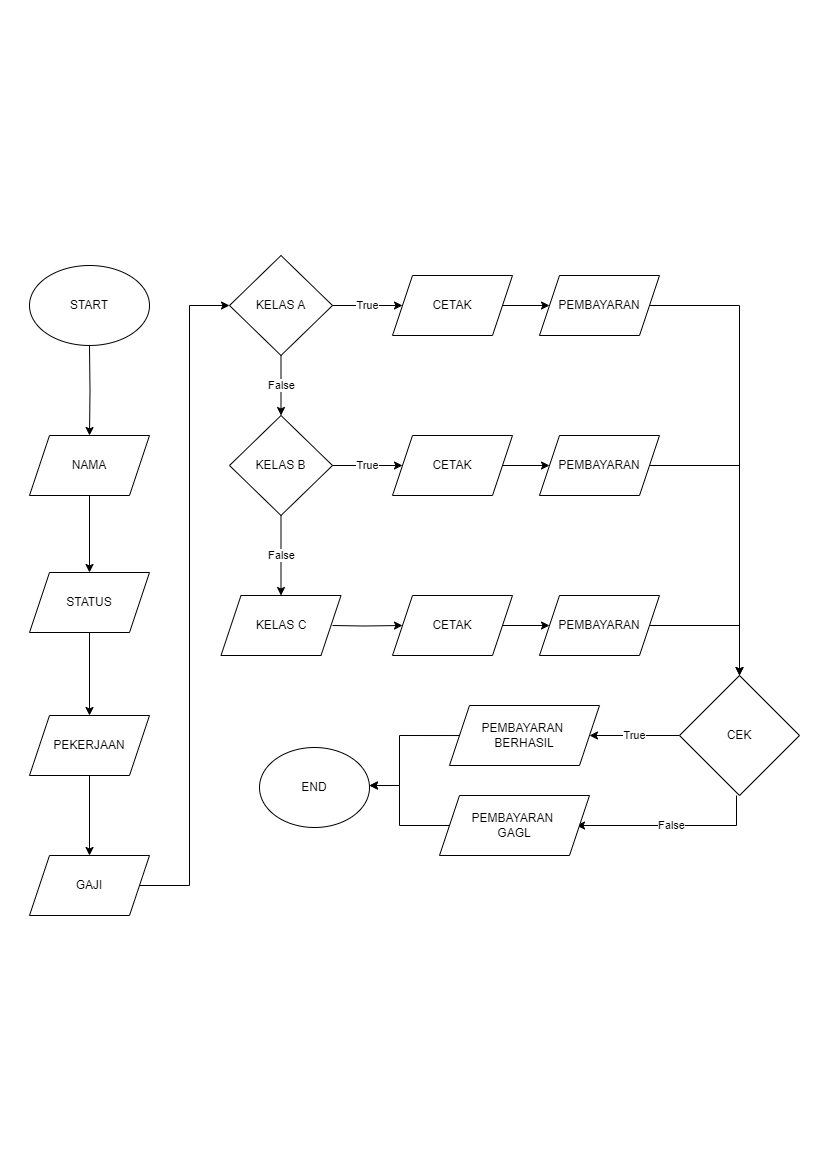 START
NAMA
STATUS
PEKERJAAN
GAJI
KELAS A
True
CETAK
PEMBAYARAN
False
KELAS B
True
CETAK
PEMBAYARAN
False
KELAS C
CETAK
PEMBAYARAN
CEK
True
PEMBAYARAN
BERHASIL
False
PEMBAYARAN
GAGL
END